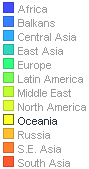 Africa
Balkans
Central Asia
East Asia
Europe
Latin America
Middle East
North America
Oceania
Russia
S.E. Asia
South Asia